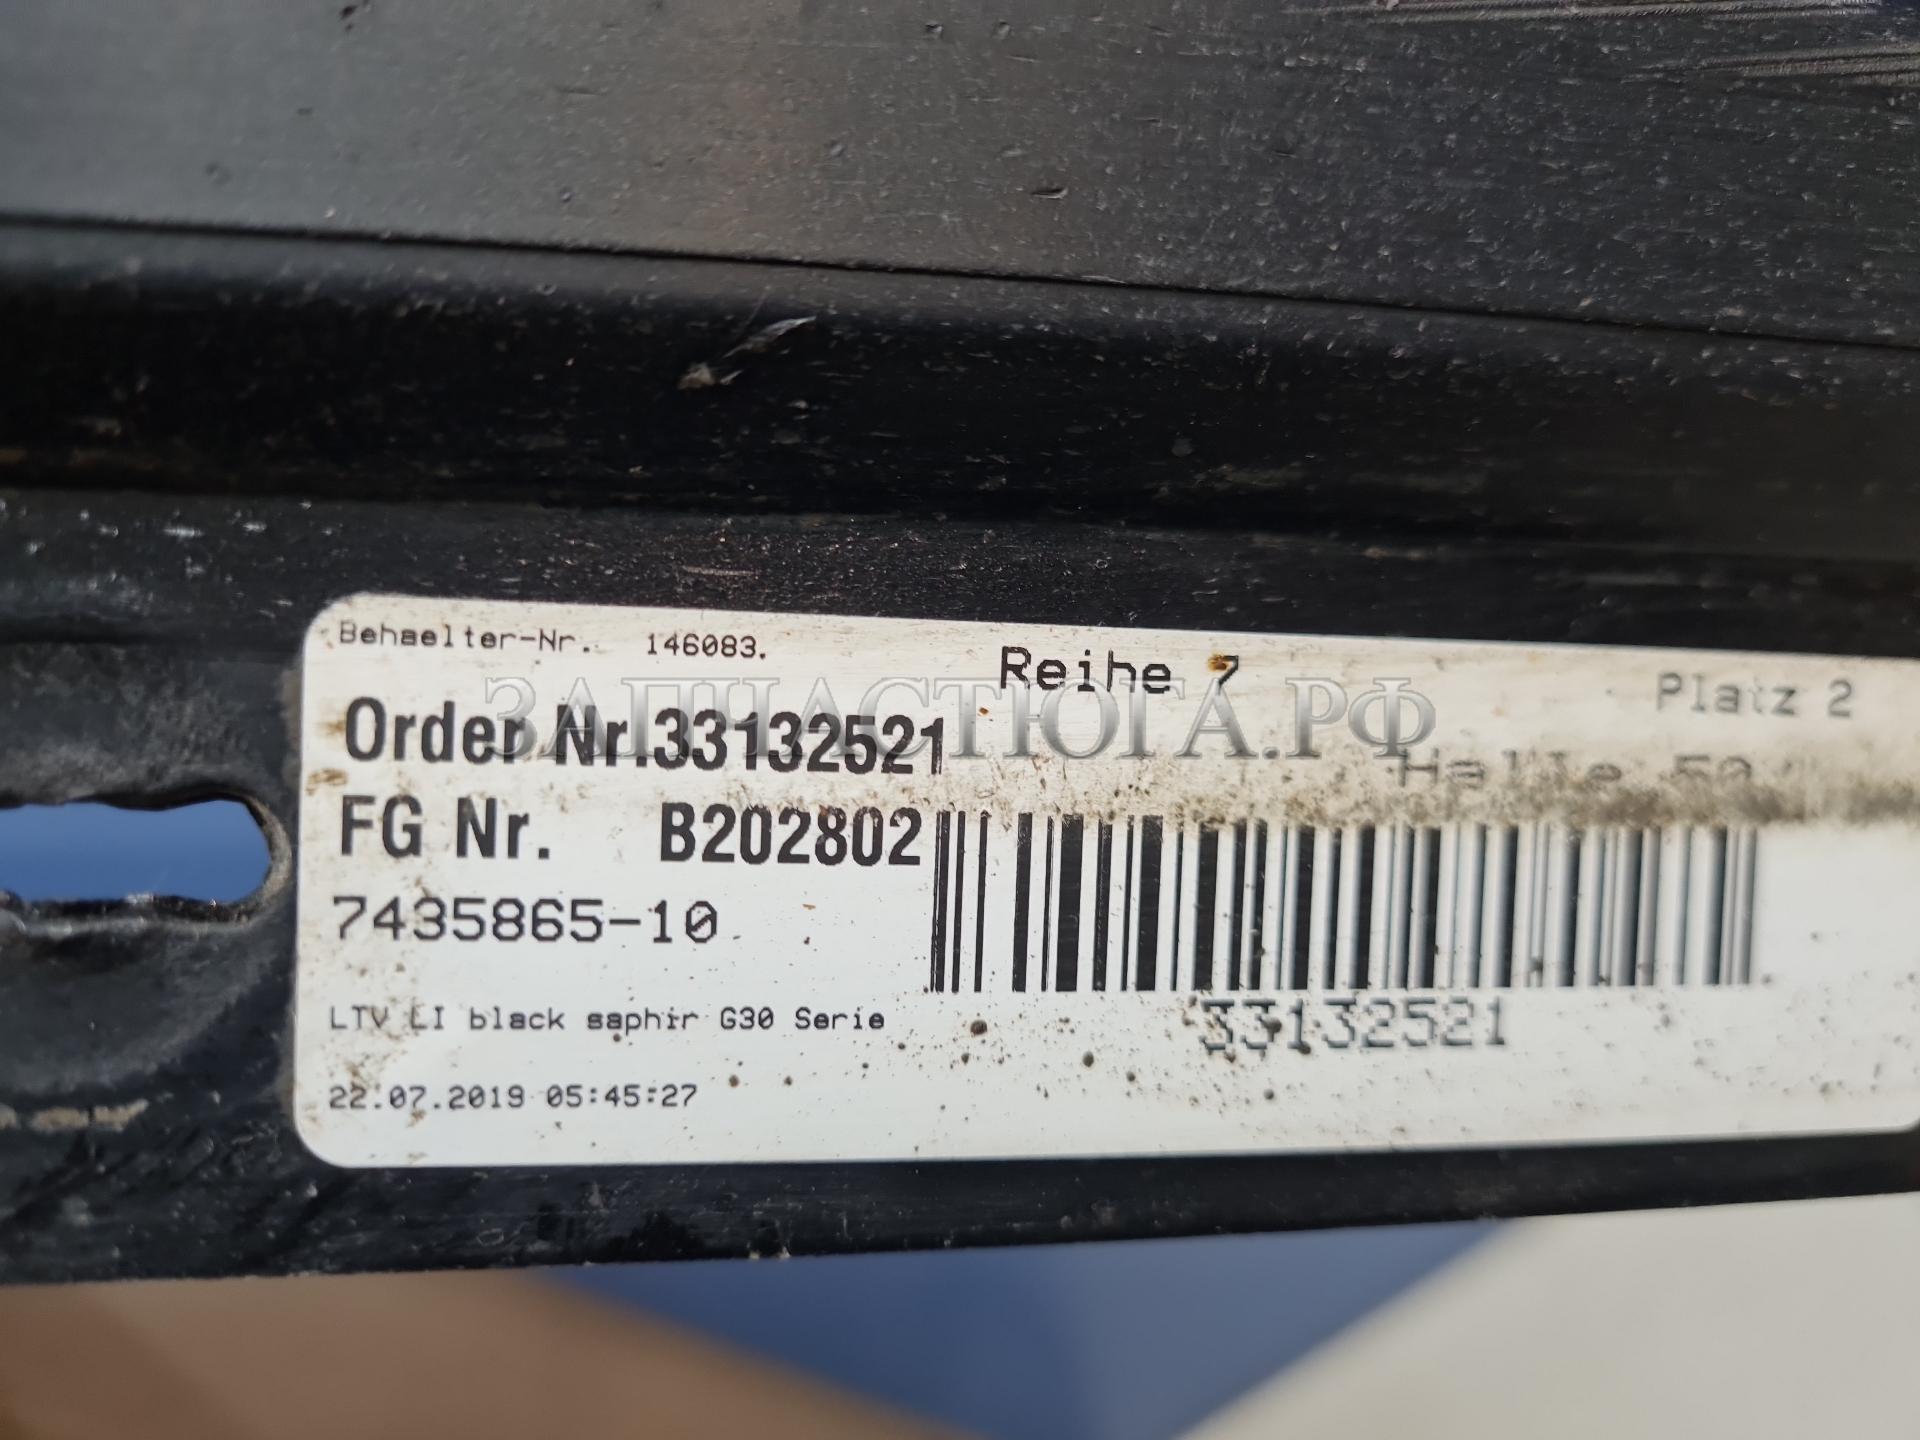 Behaelter-Nr. 146083.
Reihe 7
Platz 2
ЗАПЧАСТЮГА.РФ
Order Nr.33132521
Halle
FG Nr. B202802
7435865-10
33132521
LTV LI black saphir G30 Serie
22.07.2019 05:45:27